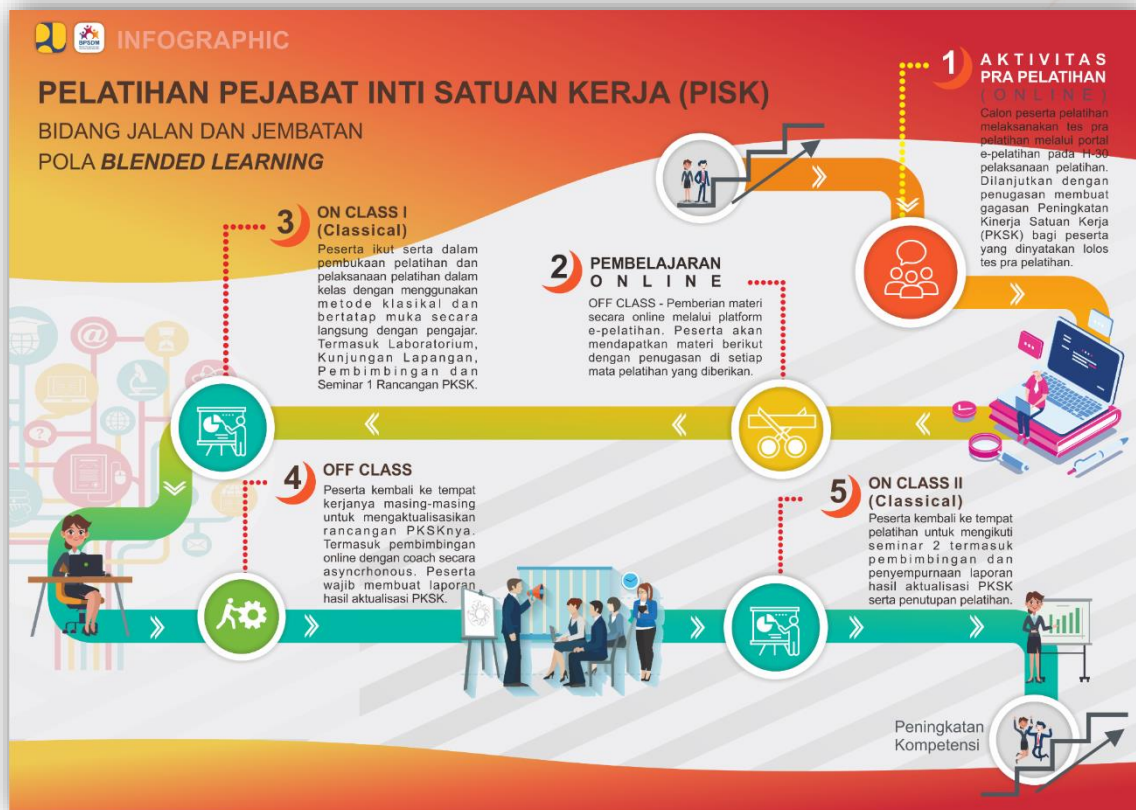 BPSDM
INFOGRAPHIC
PELATIHAN PEJABAT INTI SATUAN KERJA (PISK)
BIDANG JALAN DAN JEMBATAN
POLA BLENDED LEARNING
1
AKTIVITAS
PRA PELATIHAN
(ONLINE)
Calon peserta pelatihan
melaksanakan tes pra
pelatihan melalui portal
e-pelatihan pada H-30
pelaksanaan pelatihan.
Dilanjutkan dengan
penugasan membuat
gagasan Peningkatan
Kinerja Satuan Kerja
(PKSK) bagi peserta
yang dinyatakan lolos
tes pra pelatihan.
2
PEMBELAJARAN
ONLINE
OFF CLASS - Pemberian materi
secara online melalui platform
e-pelatihan. Peserta akan
mendapatkan materi berikut
dengan penugasan di setiap
mata pelatihan yang diberikan.
3
ON CLASS I
(Classical)
Peserta ikut serta dalam
pembukaan pelatihan dan
pelaksanaan pelatihan dalam
kelas dengan menggunakan
metode klasikal dan
bertatap muka secara
langsung dengan pengajar.
Termasuk Laboratorium,
Kunjungan Lapangan,
Pembimbingan dan
Seminar 1 Rancangan PKSK.
4
OFF CLASS
Peserta kembali ke tempat
kerjanya masing-masing
untuk mengaktualisasikan
rancangan PKSKnya.
Termasuk pembimbingan
online dengan coach secara
asyncrhonous. Peserta
wajib membuat laporan
hasil aktualisasi PKSK.
5
ON CLASS II
(Classical)
Peserta kembali ke tempat
pelatihan untuk mengikuti
seminar 2 termasuk
pembimbingan dan
penyempurnaan laporan
hasil aktualisasi PKSK
serta penutupan pelatihan.
Peningkatan
Kompetensi